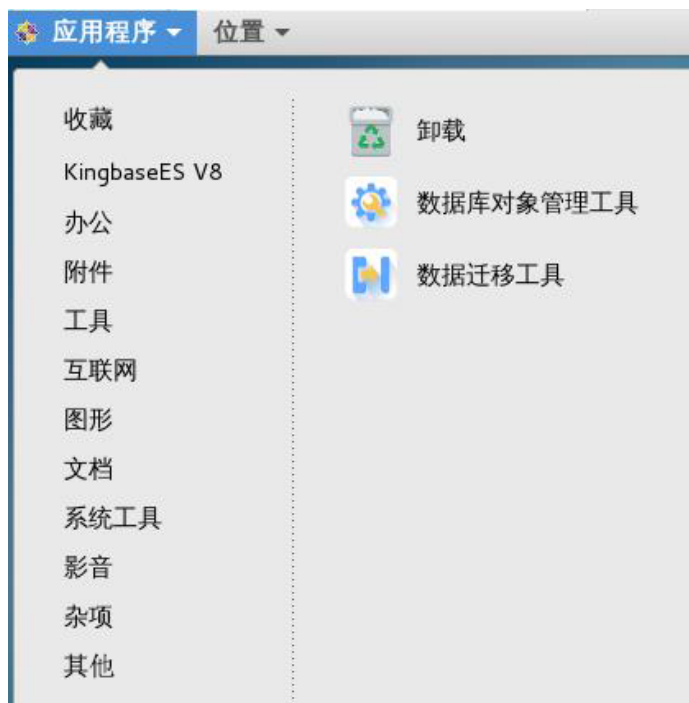 应用程序 位置
收藏
KingbaseES V8
办公
附件
工具
互联网
图形
文档
系统工具
影音
杂项
其他
卸载
数据库对象管理工具
数据迁移工具